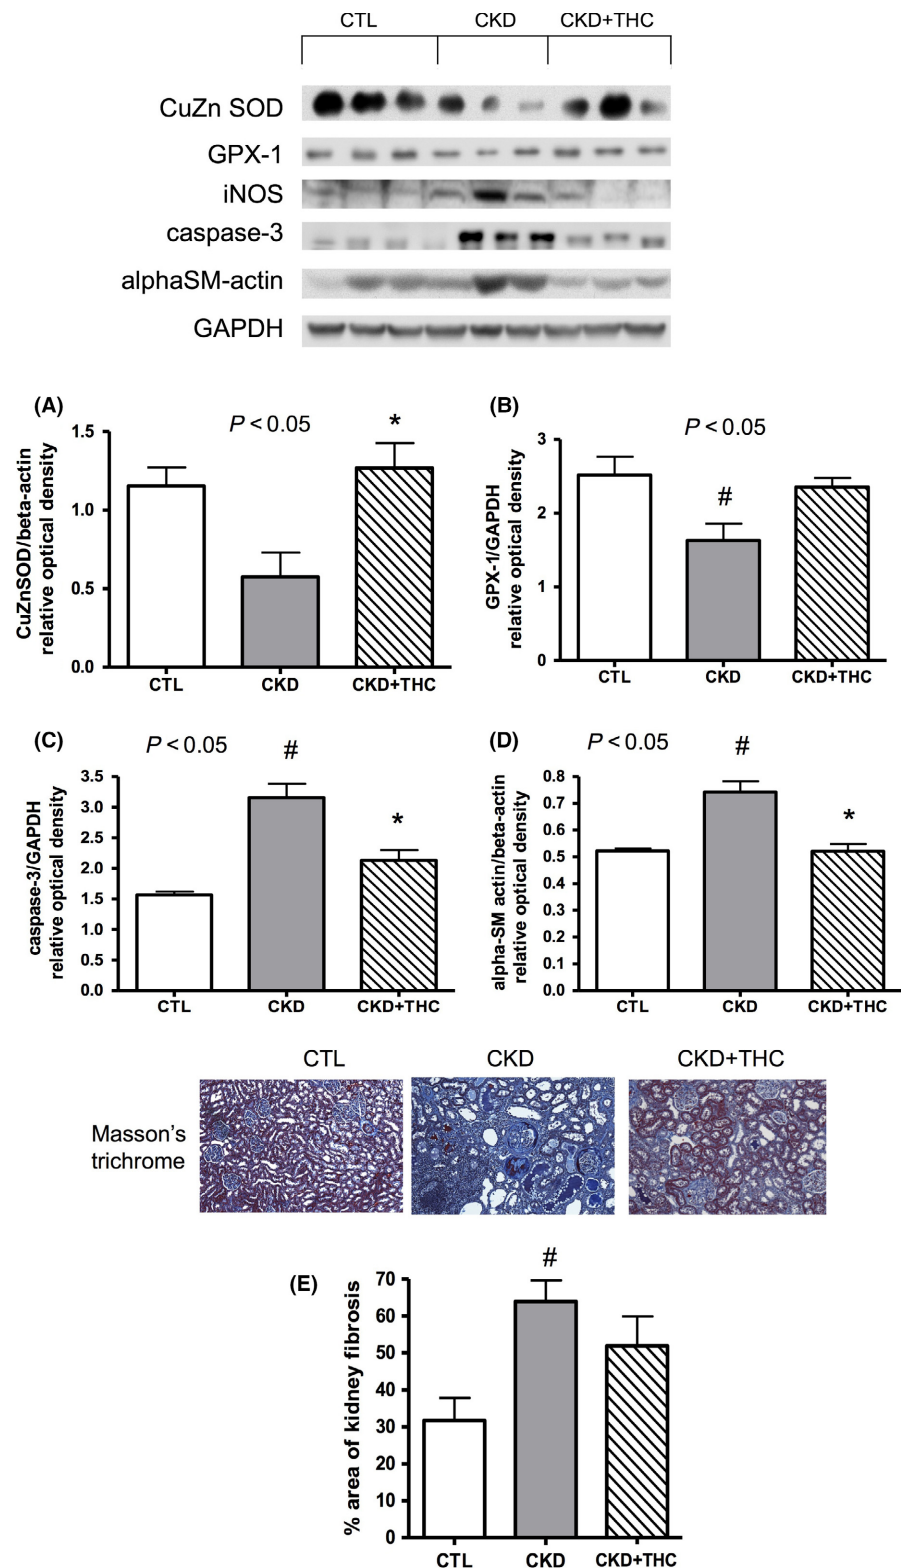 CTL CKD CKD+THC
CuZn SOD
GPX-1
iNOS
caspase-3
alphaSM-actin
GAPDH
(A)
P < 0.05
*
CuZnSOD/beta-actin
relative optical density
1.5
1.0
0.5
0.0
CTL CKD CKD+THC
(B)
P < 0.05
#
GPX-1/GAPDH
relative optical density
3
2
1
0
CTL CKD CKD+THC
(C)
P < 0.05
#
*
caspase-3/GAPDH
relative optical density
3.5
3.0
2.5
2.0
1.5
1.0
0.5
0.0
CTL CKD CKD+THC
(D)
P < 0.05
#
*
alpha-SM actin/beta-actin
relative optical density
0.8
0.7
0.6
0.5
0.4
0.3
0.2
0.1
0.0
CTL CKD CKD+THC
CTL CKD CKD+THC
Masson's
trichrome
(E)
#
% area of kidney fibrosis
70
60
50
40
30
20
10
0
CTL CKD CKD+THC